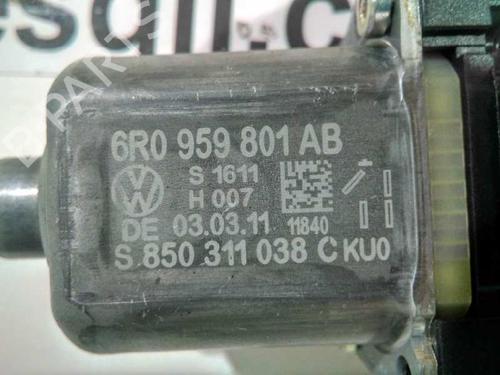 6R0 959 801 AB
S 1611
H 007
DE 03.03.11 11840
S 850 311 038 C KU0